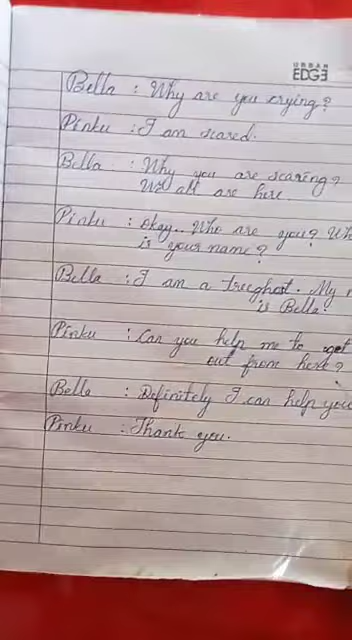 URBAN
EDGE
Bella : Why are you crying?
Pinku : I am scared.
Bella : Why you are scaring?
We all are here.
Pinku : Okay.. Who are you?
is your name?
Bella : I am a treeghost. My
is Bella.
Pinku : Can you help me to get
out from here?
Bella : Definitely I can help you
Pinku : Thank you.